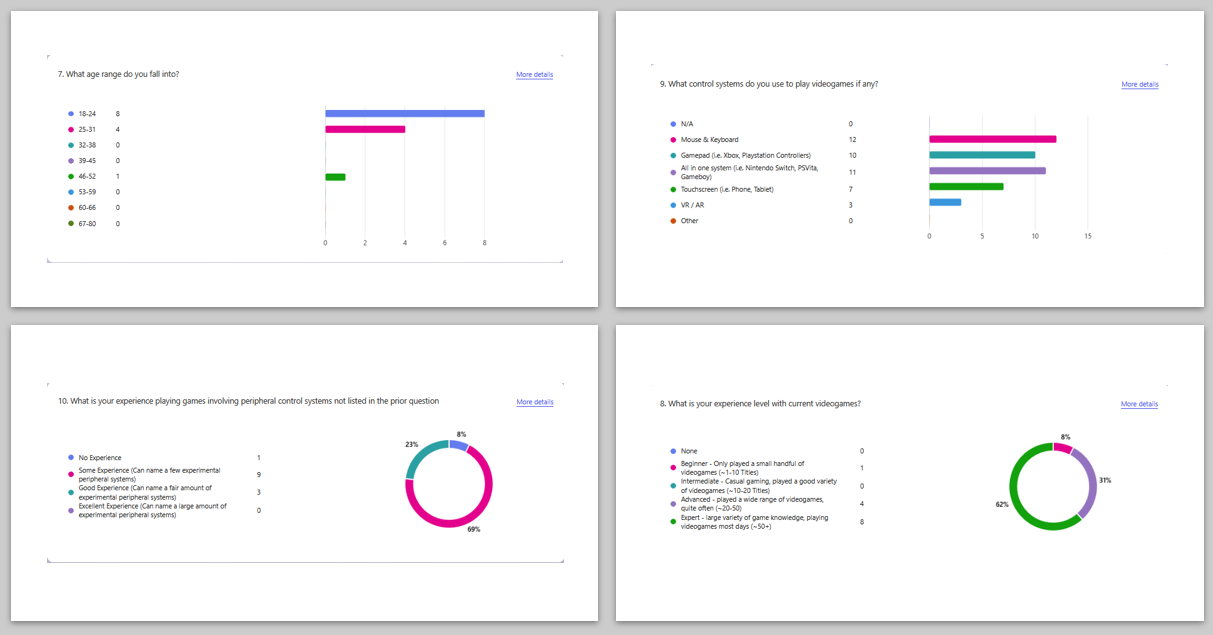 7. What age range do you fall into?
More details
18-24 8
25-31 4
32-38 0
39-45 0
46-52 1
53-59 0
60-66 0
67-80 0
0 2 4 6 8
9. What control systems do you use to play videogames if any?
More details
N/A 0
Mouse & Keyboard 12
Gamepad (i.e. Xbox, Playstation Controllers) 10
All in one system (i.e. Nintendo Switch, PSVita,
Gameboy) 11
Touchscreen (i.e. Phone, Tablet) 7
VR / AR 3
Other 0
0 5 10 15
10. What is your experience playing games involving peripheral control systems not listed in the prior question
More details
No Experience 1
Some Experience (Can name a few experimental
peripheral systems) 9
Good Experience (Can name a fair amount of
experimental peripheral systems) 3
Excellent Experience (Can name a large amount of
experimental peripheral systems) 0
8%
23%
69%
8. What is your experience level with current videogames?
More details
None 0
Beginner - Only played a small handful of
videogames (~1-10 Titles) 1
Intermediate - Casual gaming, played a good variety
of videogames (~10-20 Titles) 0
Advanced - played a wide range of videogames,
quite often (~20-50) 4
Expert - large variety of game knowledge, playing
videogames most days (~50+) 8
8%
31%
62%